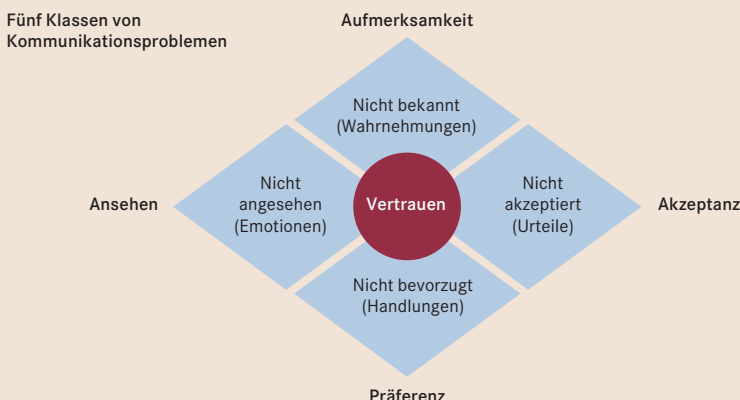 Fünf Klassen von
Kommunikationsproblemen
Aufmerksamkeit
Nicht bekannt
(Wahrnehmungen)
Ansehen
Nicht
angesehen
(Emotionen)
Vertrauen
Nicht
akzeptiert
(Urteile)
Akzeptanz
Nicht bevorzugt
(Handlungen)
Präferenz